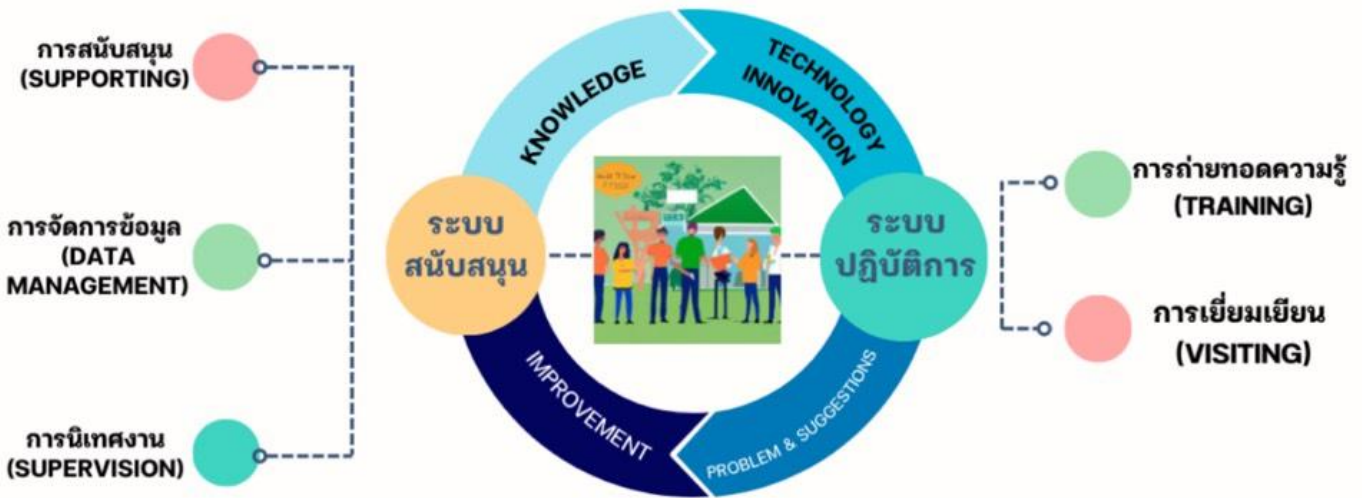 การสนับสนุน
(SUPPORTING)
การจัดการข้อมูล
(DATA
MANAGEMENT)
การนิเทศงาน
(SUPERVISION)
KNOWLEDGE
TECHNOLOGY
INNOVATION
ระบบ
สนับสนุน
ระบบ
ปฏิบัติการ
IMPROVEMENT
PROBLEM & SUGGESTIONS
การถ่ายทอดความรู้
(TRAINING)
การเยี่ยมเยียน
(VISITING)